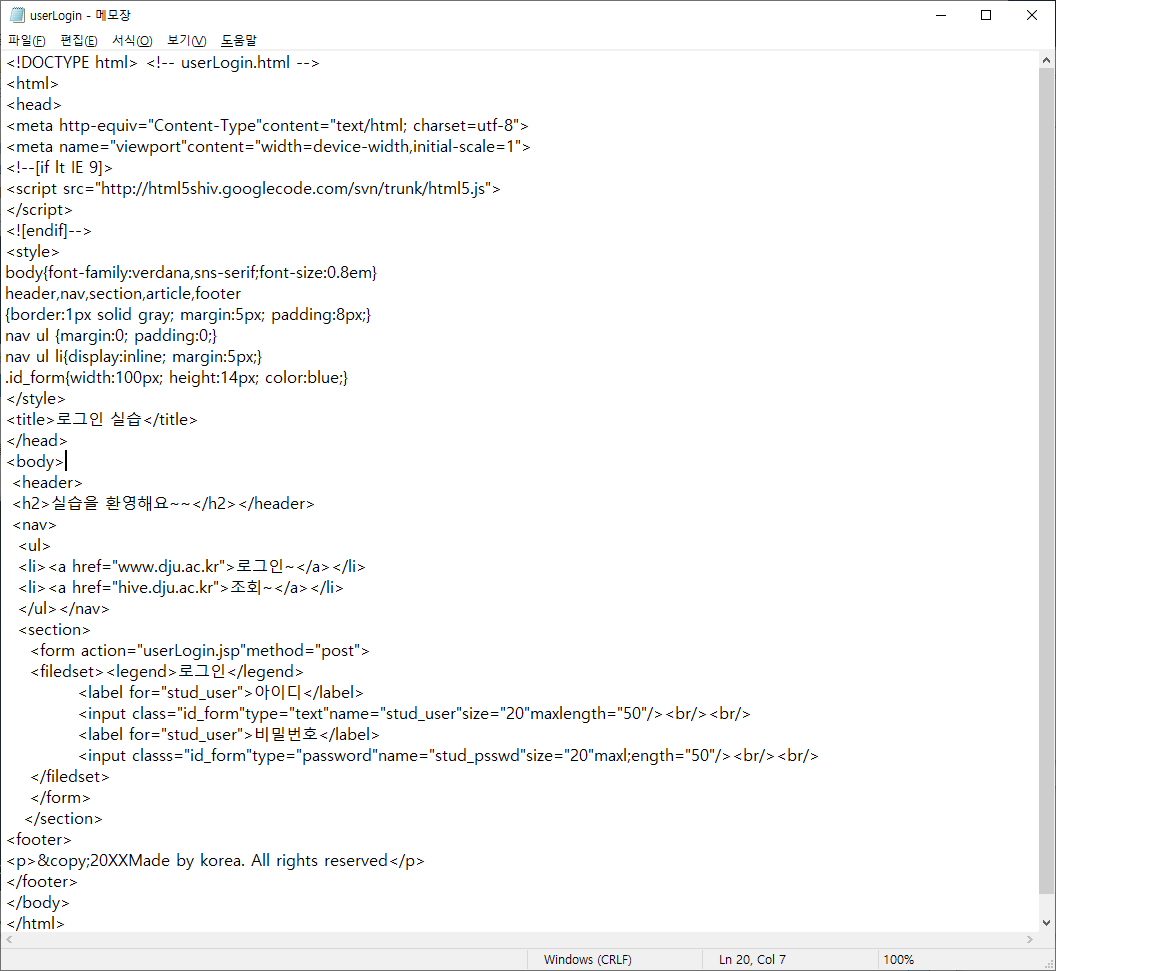 userLogin - 메모장
파일(F) 편집(E) 서식(O) 보기(V) 도움말
<!DOCTYPE html> <!-- userLogin.html -->
<html>
<head>
<meta http-equiv="Content-Type"content="text/html; charset=utf-8">
<meta name="viewport"content="width=device-width,initial-scale=1">
<!--[if lt IE 9]>
<script src="http://html5shiv.googlecode.com/svn/trunk/html5.js">
</script>
<![endif]-->
<style>
body{font-family:verdana,sns-serif;font-size:0.8em}
header,nav,section,article,footer
{border:1px solid gray; margin:5px; padding:8px;}
nav ul {margin:0; padding:0;}
nav ul li{display:inline; margin:5px;}
.id_form{width:100px; height:14px; color:blue;}
</style>
<title>로그인 실습</title>
</head>
<body>
<header>
<h2>실습을 환영해요~~</h2></header>
<nav>
<ul>
<li><a href="www.dju.ac.kr">로그인~</a></li>
<li><a href="hive.dju.ac.kr">조회~</a></li>
</ul></nav>
<section>
<form action="userLogin.jsp"method="post">
<filedset><legend>로그인</legend>
<label for="stud_user">아이디</label>
<input class="id_form"type="text"name="stud_user"size="20"maxlength="50"/><br/><br/>
<label for="stud_user">비밀번호</label>
<input classs="id_form"type="password"name="stud_psswd"size="20"maxl;ength="50"/><br/><br/>
</filedset>
</form>
</section>
<footer>
<p>&copy;20XXMade by korea. All rights reserved</p>
</footer>
</body>
</html>
Windows (CRLF) Ln 20, Col 7 100%